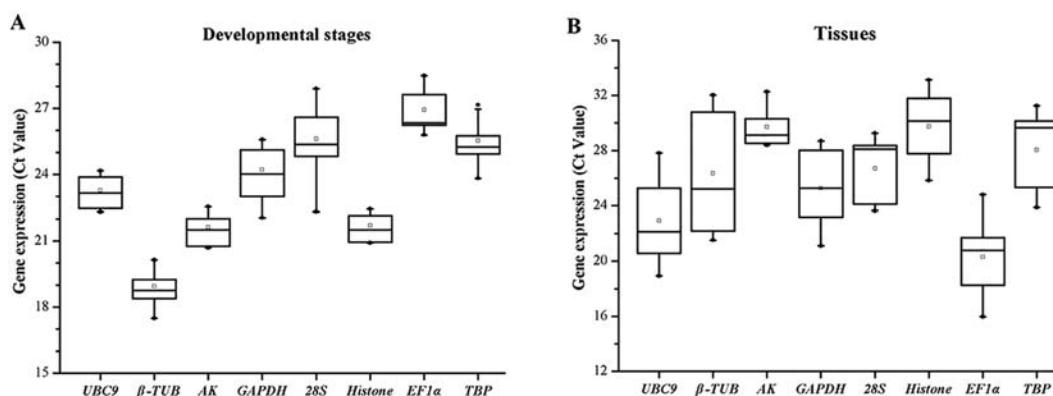 A
Developmental stages
Gene expression (Ct Value)
30
27
24
21
18
15
UBC9 β-TUB AK GAPDH 28S Histone EF1α TBP
B
Tissues
Gene expression (Ct Value)
36
32
28
24
20
16
12
UBC9 β-TUB AK GAPDH 28S Histone EF1α TBP